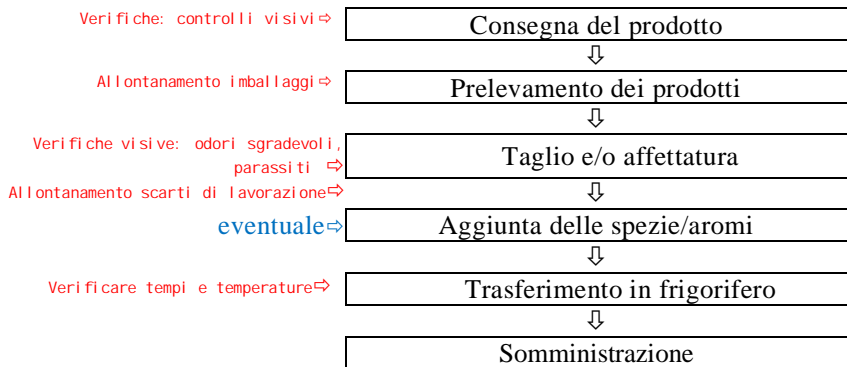 Verifiche: controlli visivi⇨ Consegna del prodotto
⇩
Allontanamento imballaggi⇨ Prelevamento dei prodotti
⇩
Verifiche visive: odori sgradevoli,
parassiti ⇨ Taglio e/o affettatura
Allontanamento scarti di lavorazione⇨ ⇩
eventuale⇨ Aggiunta delle spezie/aromi
⇩
Verificare tempi e temperature⇨ Trasferimento in frigorifero
⇩
Somministrazione